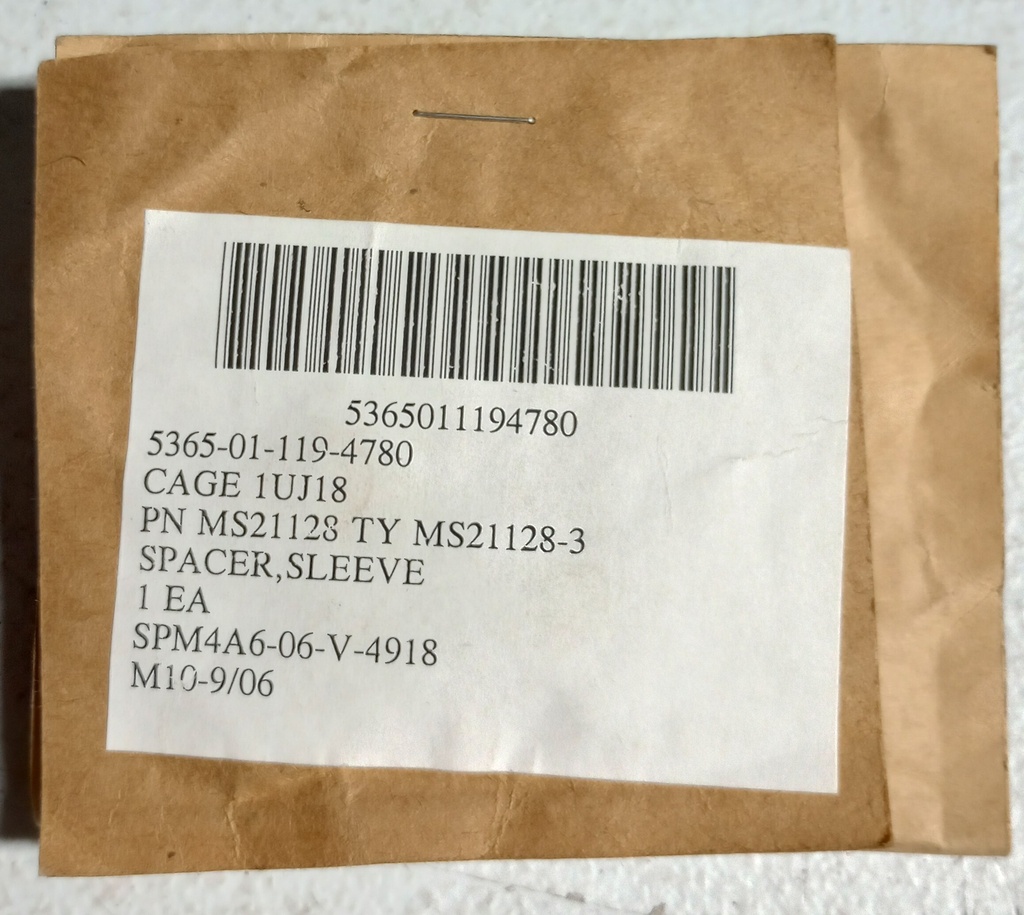 5365011194780
5365-01-119-4780
CAGE 1UJ18
PN MS21128 TY MS21128-3
SPACER,SLEEVE
1 EA
SPM4A6-06-V-4918
M10-9/06